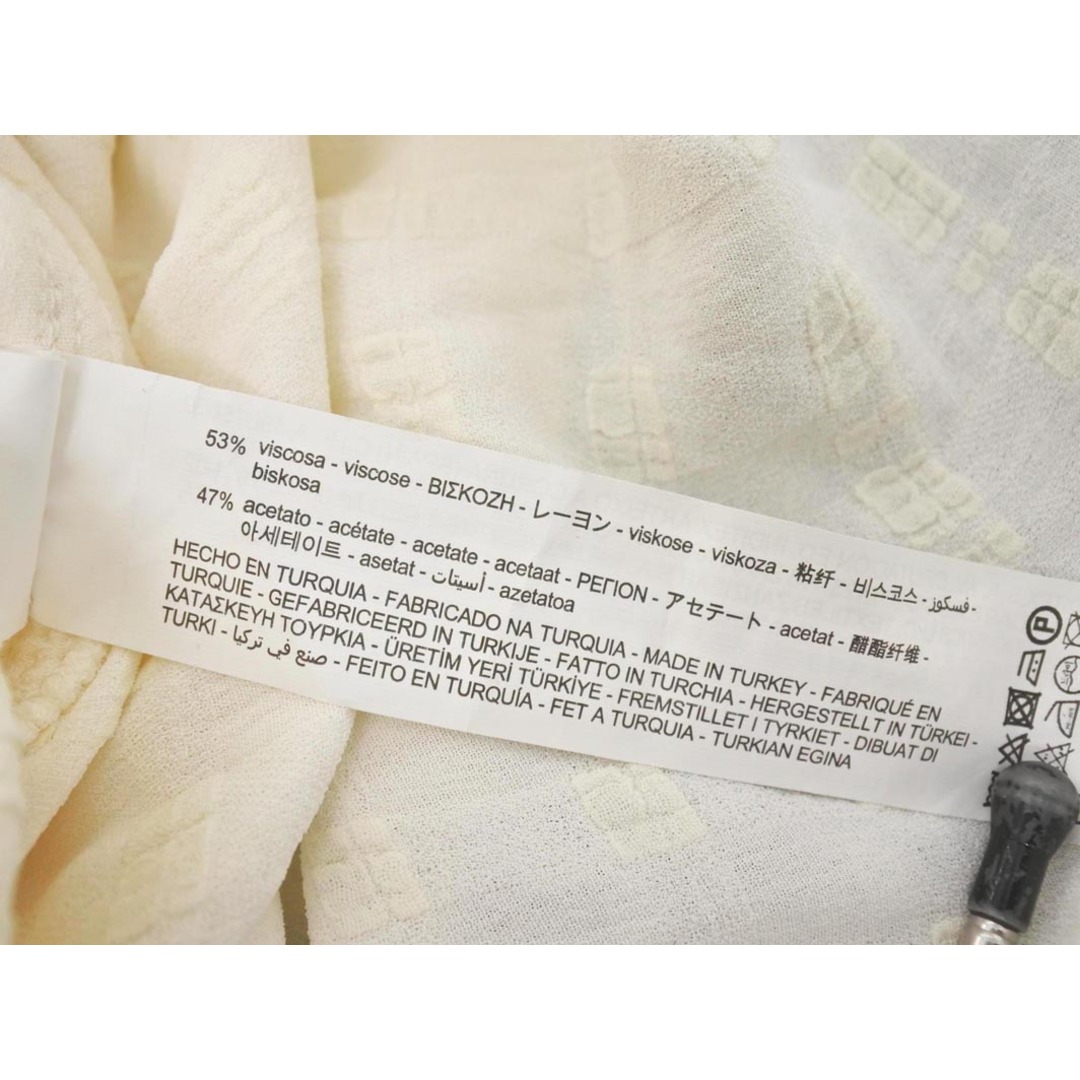 53% viscosa - viscose - ΒΙΣΚΟΖΗ - レーヨン - viskose - viskoza - 粘纤 - 비스코스 - فسكوز -
biskosa
47% acetato - acétate - acetate - acetaat - ΡΕΓΙΟΝ - アセテート - acetat - 醋酯纤维 -
아세테이트 - asetat - أسيتات - azetatoa
HECHO EN TURQUIA - FABRICADO NA TURQUIA - MADE IN TURKEY - FABRIQUÉ EN
TURQUIE - GEFABRICEERD IN TURKIJE - FATTO IN TURCHIA - HERGESTELLT IN TÜRKEI -
ΚΑΤΑΣΚΕΥΗ ΤΟΥΡΚΙΑ - ÜRETİM YERİ TÜRKİYE - FREMSTILLET I TYRKIET - DIBUAT DI
TURKI - صنع في تركيا - FEITO EN TURQUÍA - FET A TURQUIA - TURKIAN EGINA
P